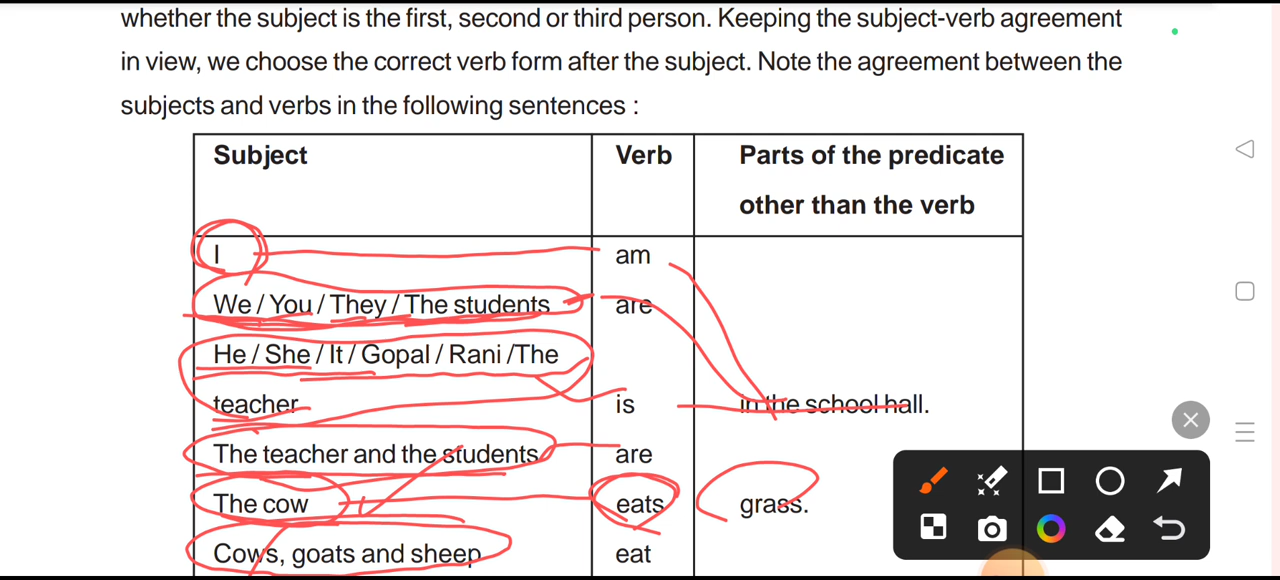 whether the subject is the first, second or third person. Keeping the subject-verb agreement
in view, we choose the correct verb form after the subject. Note the agreement between the
subjects and verbs in the following sentences :
Subject Verb Parts of the predicate
other than the verb
I am
We / You / They / The students are
He / She / It / Gopal / Rani /The
teacher is in the school hall.
The teacher and the students are
The cow eats grass.
Cows, goats and sheep eat